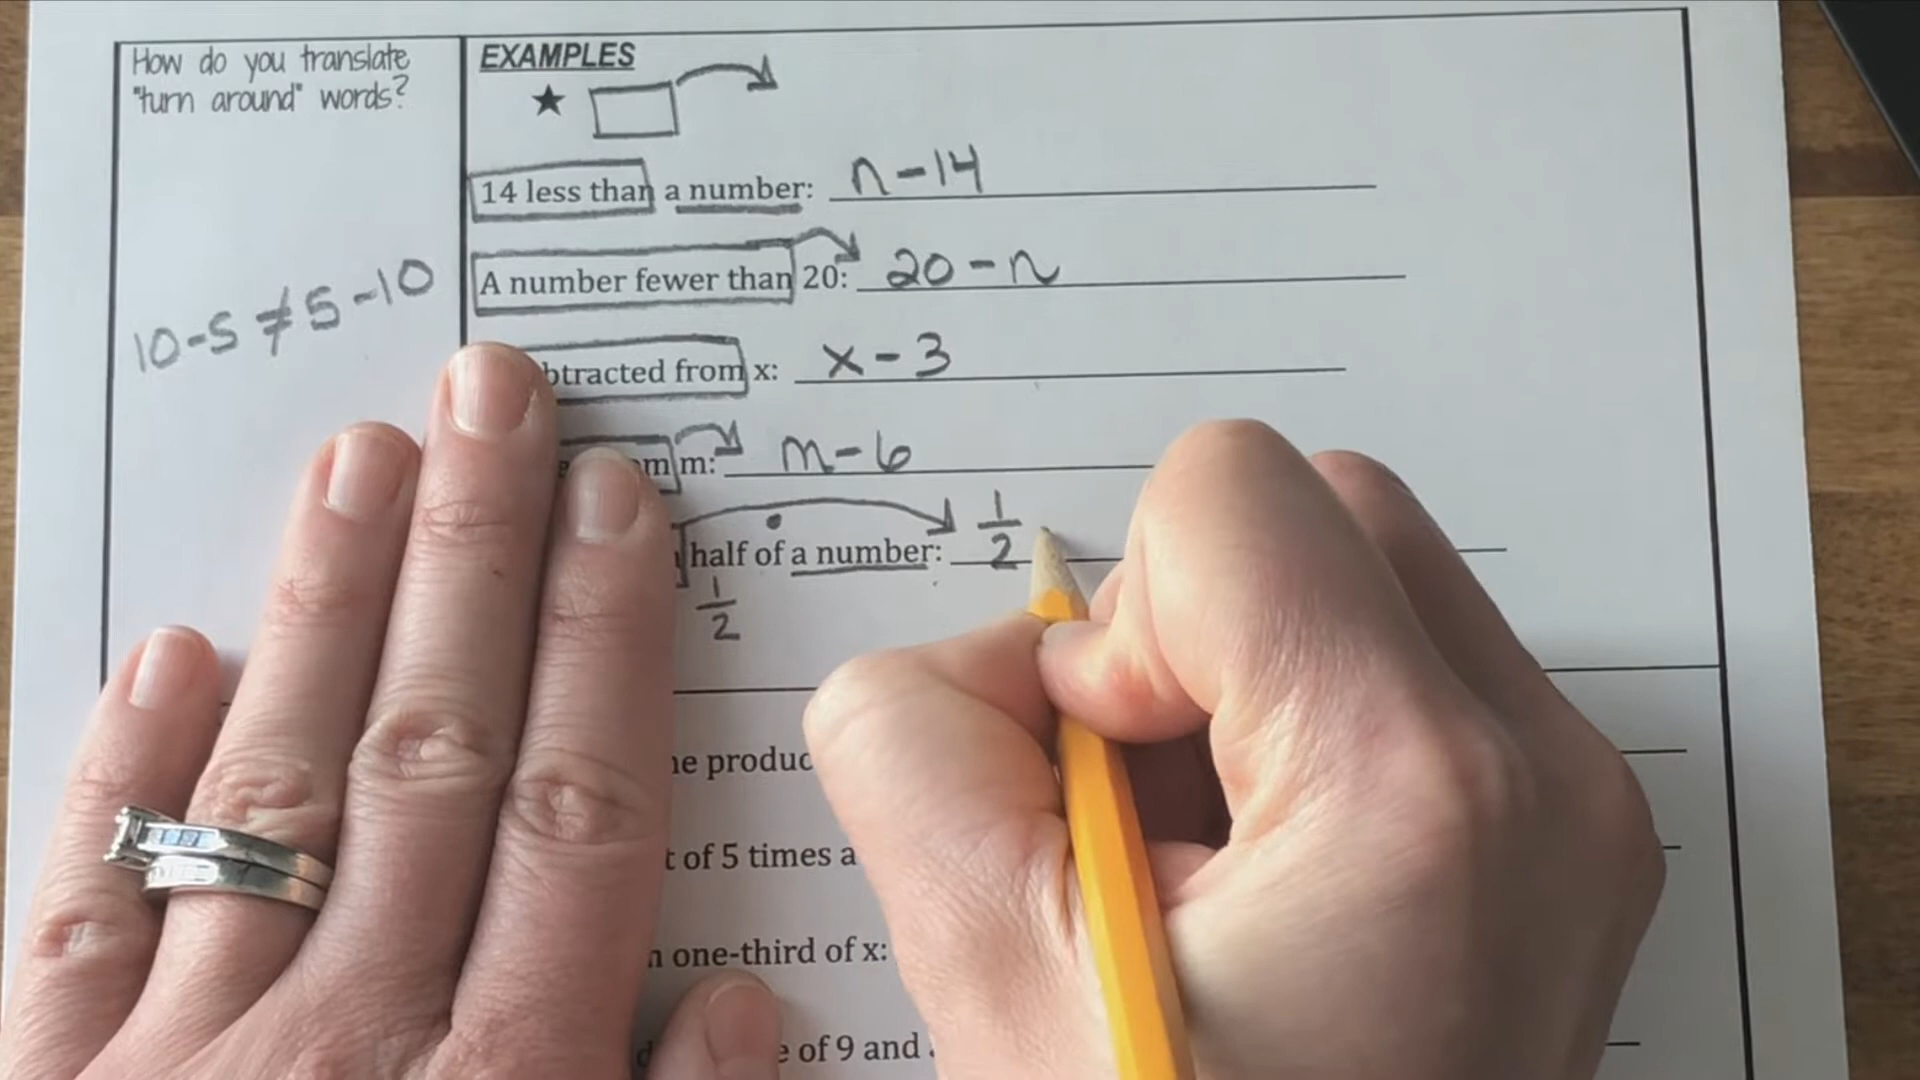 How do you translate
"turn around" words?
EXAMPLES
14 less than a number: n - 14
A number fewer than 20: 20 - n
10 - 5 ≠ 5 - 10
btracted from x: x - 3
m: m - 6
half of a number: 1/2
1/2
produc
of 5 times a
one-third of x:
of 9 and